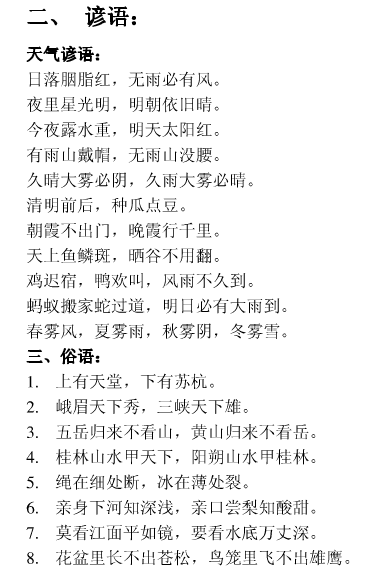 二、 谚语：
天气谚语：
日落胭脂红，无雨必有风。
夜里星光明，明朝依旧晴。
今夜露水重，明天太阳红。
有雨山戴帽，无雨山没腰。
久晴大雾必阴，久雨大雾必晴。
清明前后，种瓜点豆。
朝霞不出门，晚霞行千里。
天上鱼鳞斑，晒谷不用翻。
鸡迟宿，鸭欢叫，风雨不久到。
蚂蚁搬家蛇过道，明日必有大雨到。
春雾风，夏雾雨，秋雾阴，冬雾雪。
三、俗语：
1. 上有天堂，下有苏杭。
2. 峨眉天下秀，三峡天下雄。
3. 五岳归来不看山，黄山归来不看岳。
4. 桂林山水甲天下，阳朔山水甲桂林。
5. 绳在细处断，冰在薄处裂。
6. 亲身下河知深浅，亲口尝梨知酸甜。
7. 莫看江面平如镜，要看水底万丈深。
8. 花盆里长不出苍松，鸟笼里飞不出雄鹰。